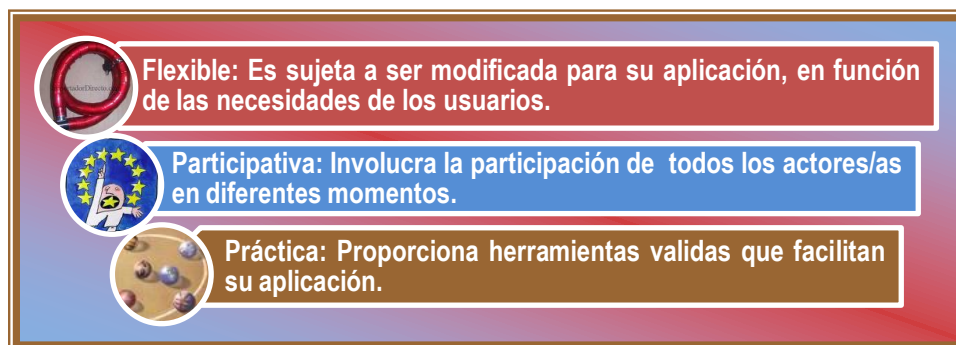 Flexible: Es sujeta a ser modificada para su aplicación, en función
de las necesidades de los usuarios.
Participativa: Involucra la participación de todos los actores/as
en diferentes momentos.
Práctica: Proporciona herramientas validas que facilitan
su aplicación.